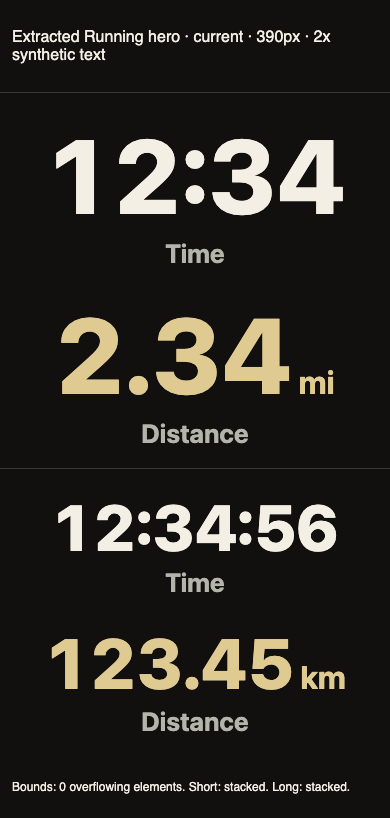 Extracted Running hero · current · 390px · 2x
synthetic text
12:34
Time
2.34 mi
Distance
12:34:56
Time
123.45 km
Distance
Bounds: 0 overflowing elements. Short: stacked. Long: stacked.